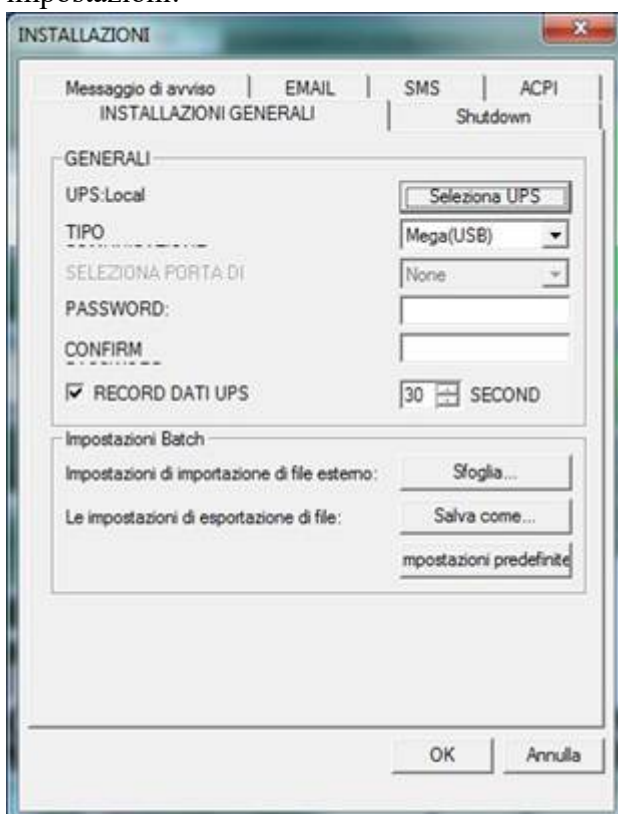 impostazioni.
INSTALLAZIONI
Messaggio di avviso EMAIL SMS ACPI
INSTALLAZIONI GENERALI Shutdown
GENERALI
UPS:Local Seleziona UPS
TIPO Mega(USB)
SELEZIONA PORTA DI None
PASSWORD:
CONFIRM
RECORD DATI UPS 30 SECOND
Impostazioni Batch
Impostazioni di importazione di file esterno: Sfoglia...
Le impostazioni di esportazione di file: Salva come...
mpostazioni predefinite
OK Annulla